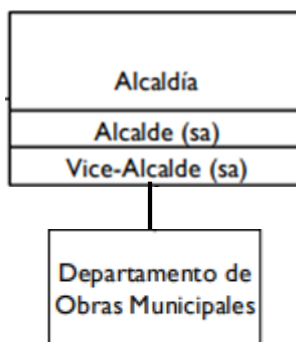 Alcaldía
Alcalde (sa)
Vice-Alcalde (sa)
Departamento de
Obras Municipales